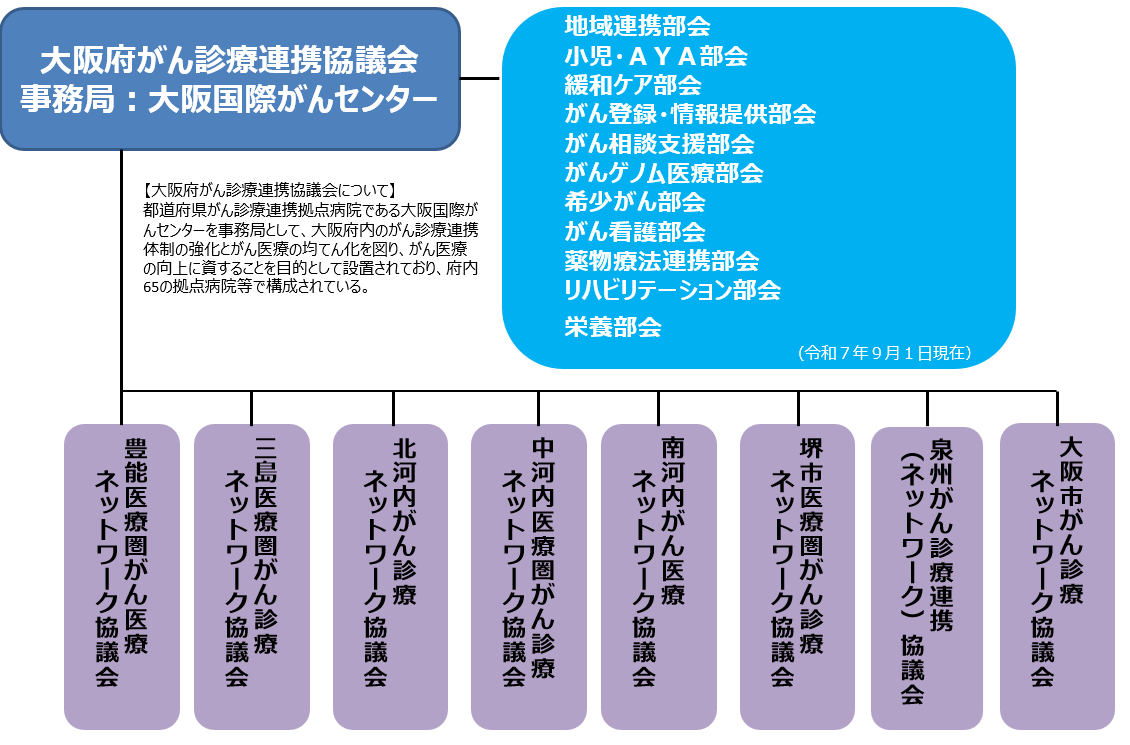 大阪府がん診療連携協議会
事務局：大阪国際がんセンター
地域連携部会
小児・ＡＹＡ部会
緩和ケア部会
がん登録・情報提供部会
がん相談支援部会
がんゲノム医療部会
希少がん部会
がん看護部会
薬物療法連携部会
リハビリテーション部会
栄養部会
(令和７年９月１日現在)
【大阪府がん診療連携協議会について】
都道府県がん診療連携拠点病院である大阪国際が
んセンターを事務局として、大阪府内のがん診療連携
体制の強化とがん医療の均てん化を図り、がん医療
の向上に資することを目的として設置されており、府内
65の拠点病院等で構成されている。
豊能医療圏がん医療
ネットワーク協議会
三島医療圏がん診療
ネットワーク協議会
北河内がん診療
ネットワーク協議会
中河内医療圏がん診療
ネットワーク協議会
南河内がん医療
ネットワーク協議会
堺市医療圏がん診療
ネットワーク協議会
泉州がん診療連携
（ネットワーク）協議会
大阪市がん診療
ネットワーク協議会